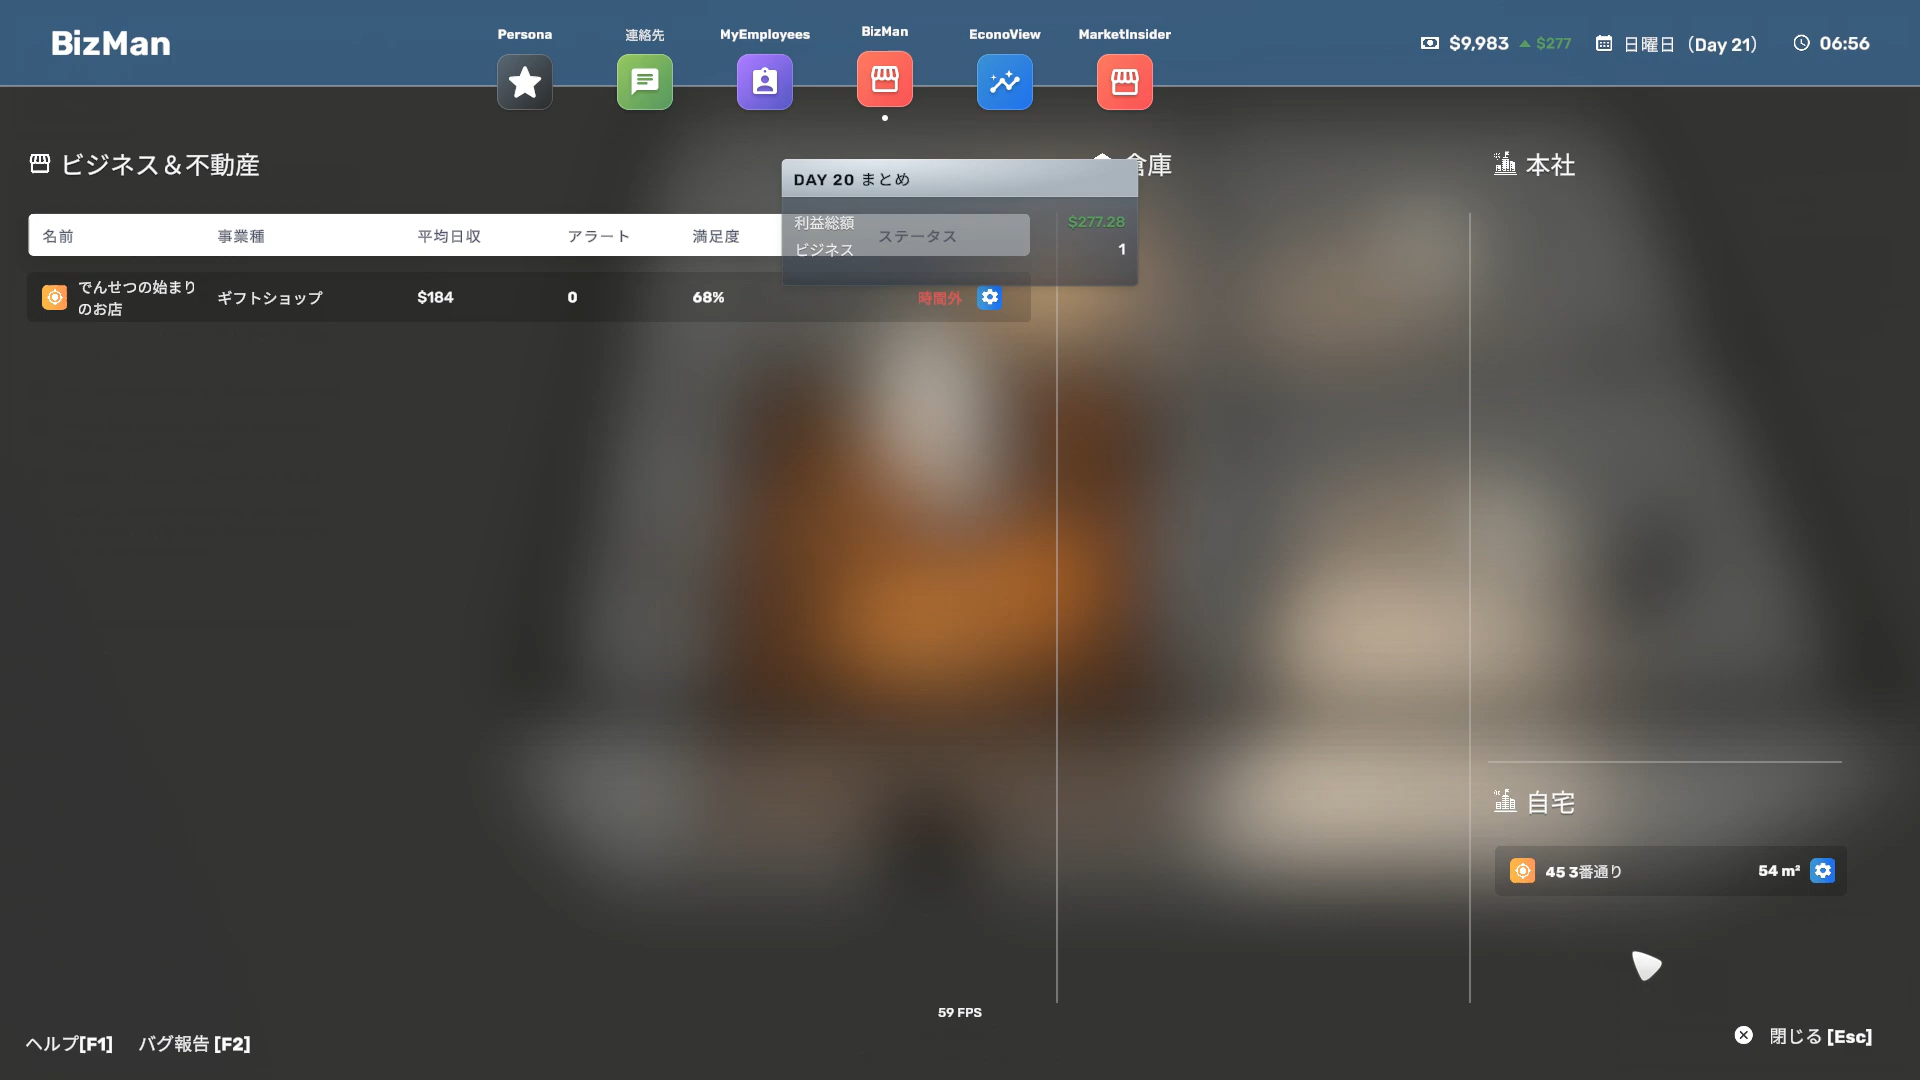 BizMan
Persona
連絡先
MyEmployees
BizMan
EconoView
MarketInsider
$9,983
$277
日曜日（Day 21）
06:56
ビジネス＆不動産
倉庫
本社
DAY 20 まとめ
利益総額
$277.28
ビジネス
1
名前
事業種
平均日収
アラート
満足度
ステータス
でんせつの始まり
のお店
ギフトショップ
$184
0
68%
時間外
自宅
45 3番通り
54 m²
59 FPS
ヘルプ[F1]
バグ報告 [F2]
閉じる [Esc]